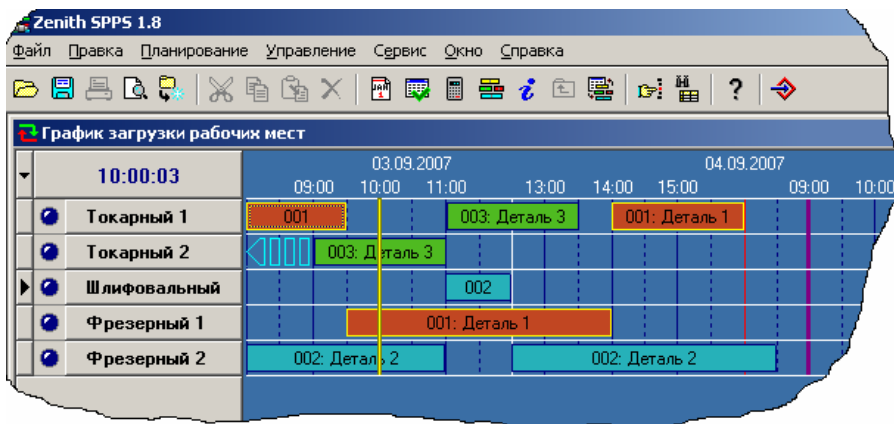 Zenith SPPS 1.8
Файл Правка Планирование Управление Сервис Окно Справка
График загрузки рабочих мест
10:00:03
03.09.2007 04.09.2007
09:00 10:00 11:00 13:00 14:00 15:00 09:00 10:00
Токарный 1 001 003: Деталь 3 001: Деталь 1
Токарный 2 003: Деталь 3
Шлифовальный 002
Фрезерный 1 001: Деталь 1
Фрезерный 2 002: Деталь 2 002: Деталь 2